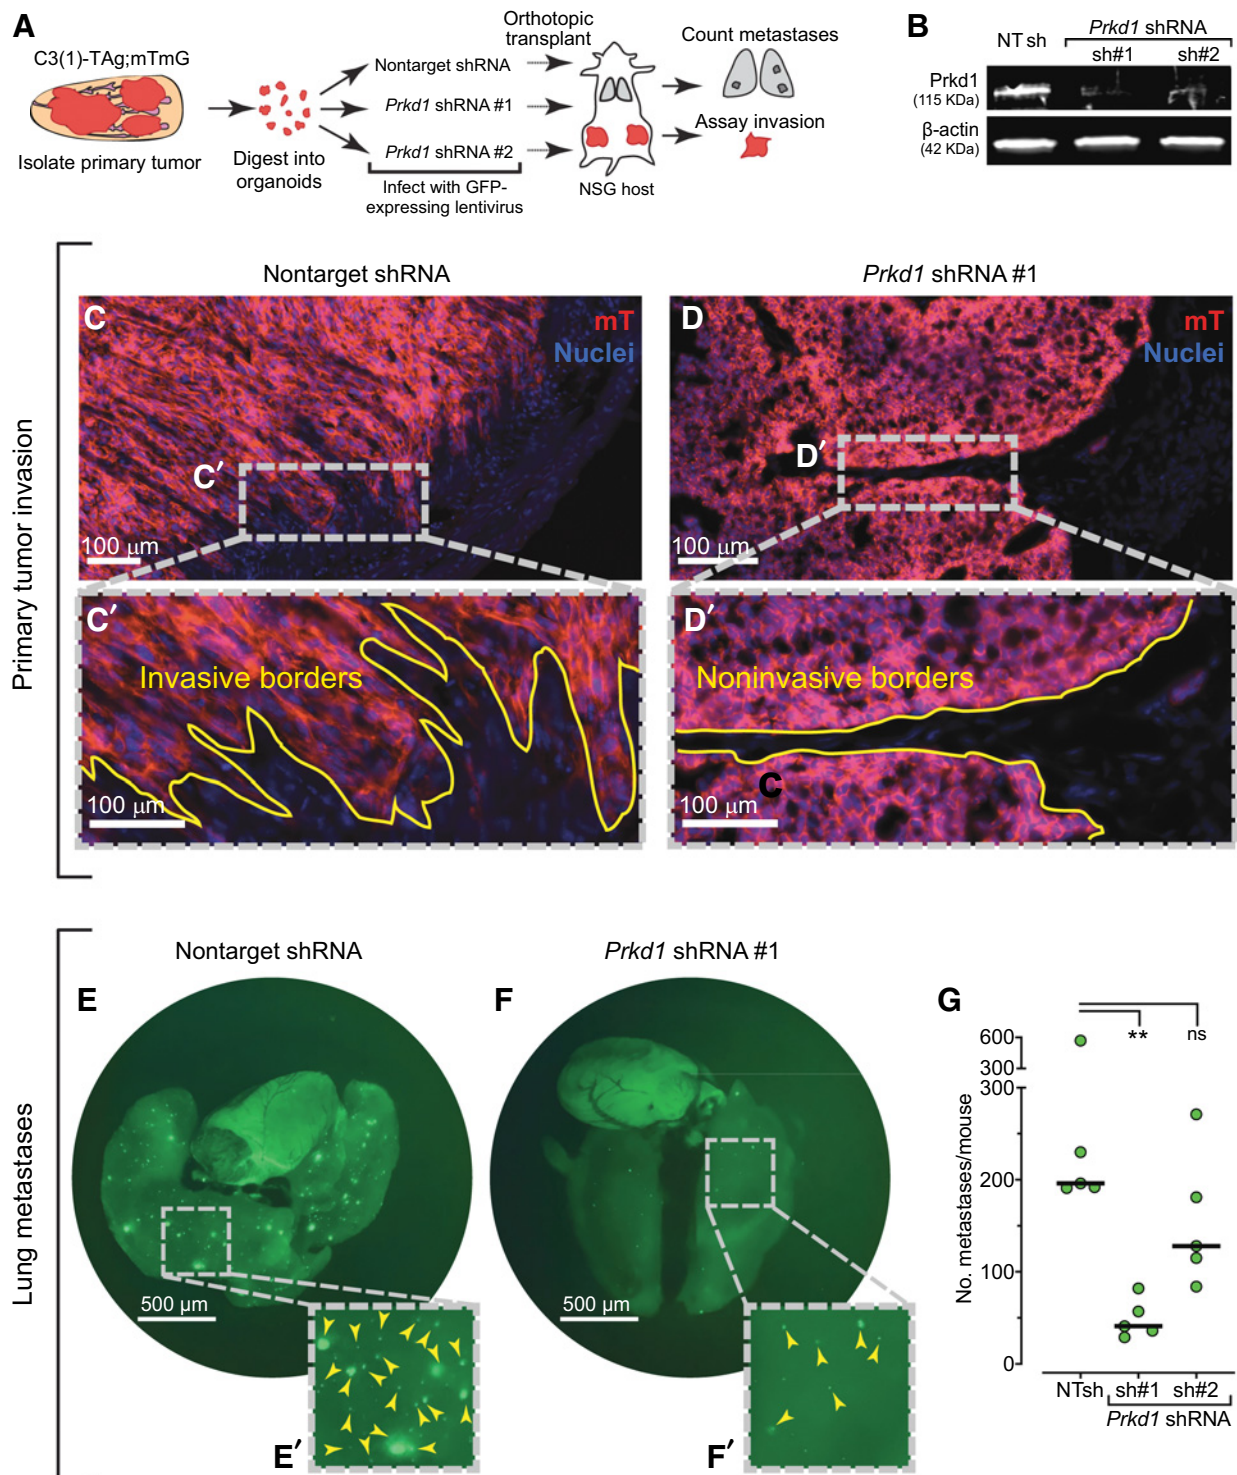 A
C3(1)-TAg;mTmG
Isolate primary tumor
Digest into
organoids
Nontarget shRNA
Prkd1 shRNA #1
Prkd1 shRNA #2
Infect with GFP-
expressing lentivirus
Orthotopic
transplant
NSG host
Count metastases
Assay invasion
B
NT sh
Prkd1 shRNA
sh#1
sh#2
Prkd1
(115 KDa)
β-actin
(42 KDa)
Primary tumor invasion
Nontarget shRNA
C
mT
Nuclei
C′
100 μm
C′
Invasive borders
100 μm
Prkd1 shRNA #1
D
mT
Nuclei
D′
100 μm
D′
Noninvasive borders
C
100 μm
Lung metastases
Nontarget shRNA
E
500 μm
E′
Prkd1 shRNA #1
F
500 μm
F′
G
**
ns
600
300
300
200
100
0
No. metastases/mouse
NTsh
sh#1
sh#2
Prkd1 shRNA